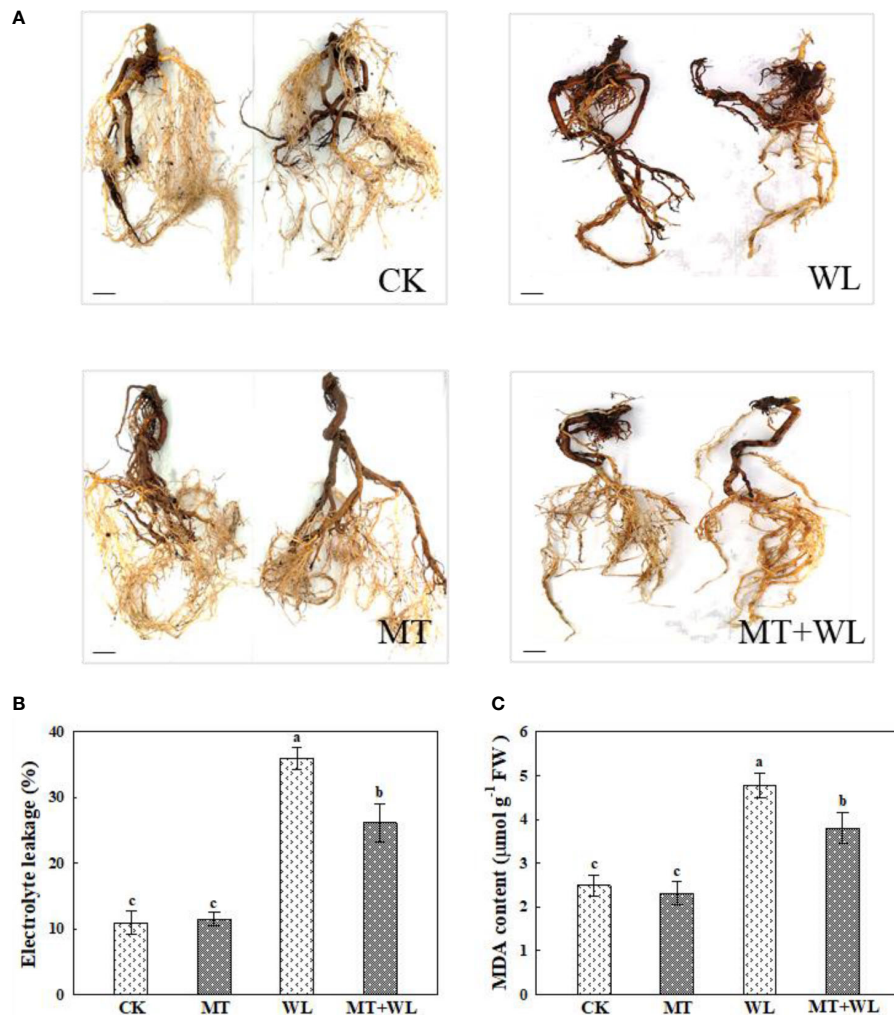 A
CK
WL
MT
MT+WL
B
C
Electrolyte leakage (%)
40
30
20
10
0
c
c
a
b
CK
MT
WL
MT+WL
MDA content (μmol g⁻¹ FW )
6
5
4
3
2
1
0
c
c
a
b
CK
MT
WL
MT+WL